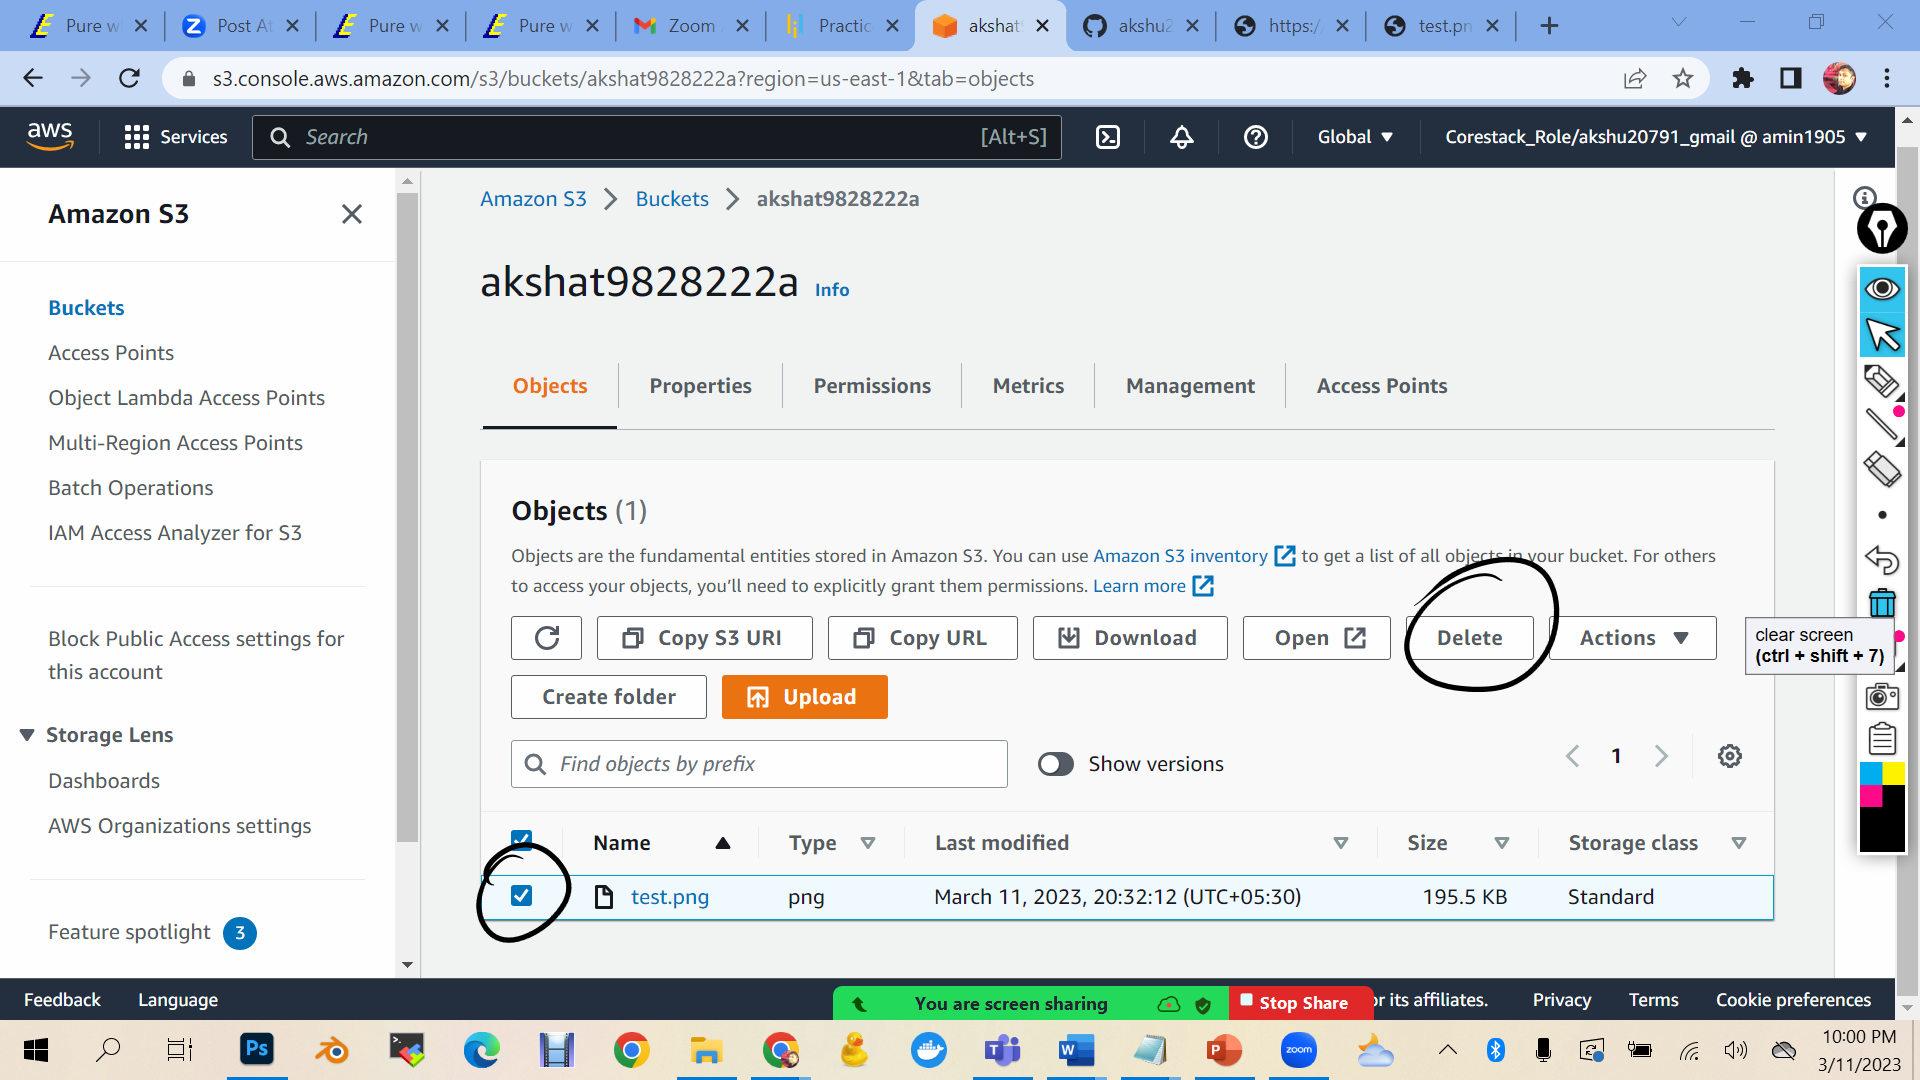 Pure w
Post At
Pure w
Pure w
Zoom
Practic
akshat
akshu2
https:/
test.pn
s3.console.aws.amazon.com/s3/buckets/akshat9828222a?region=us-east-1&tab=objects
aws
Services
Search
[Alt+S]
Global
Corestack_Role/akshu20791_gmail @ amin1905
Amazon S3
Buckets
Access Points
Object Lambda Access Points
Multi-Region Access Points
Batch Operations
IAM Access Analyzer for S3
Block Public Access settings for
this account
Storage Lens
Dashboards
AWS Organizations settings
Feature spotlight 3
Amazon S3 > Buckets > akshat9828222a
akshat9828222a Info
Objects
Properties
Permissions
Metrics
Management
Access Points
Objects (1)
Objects are the fundamental entities stored in Amazon S3. You can use Amazon S3 inventory to get a list of all objects in your bucket. For others
to access your objects, you’ll need to explicitly grant them permissions. Learn more
Copy S3 URI
Copy URL
Download
Open
Delete
Actions
Create folder
Upload
Find objects by prefix
Show versions
1
Name
Type
Last modified
Size
Storage class
test.png
png
March 11, 2023, 20:32:12 (UTC+05:30)
195.5 KB
Standard
clear screen
(ctrl + shift + 7)
Feedback
Language
You are screen sharing
Stop Share
or its affiliates.
Privacy
Terms
Cookie preferences
Ps
W
P
zoom
10:00 PM
3/11/2023